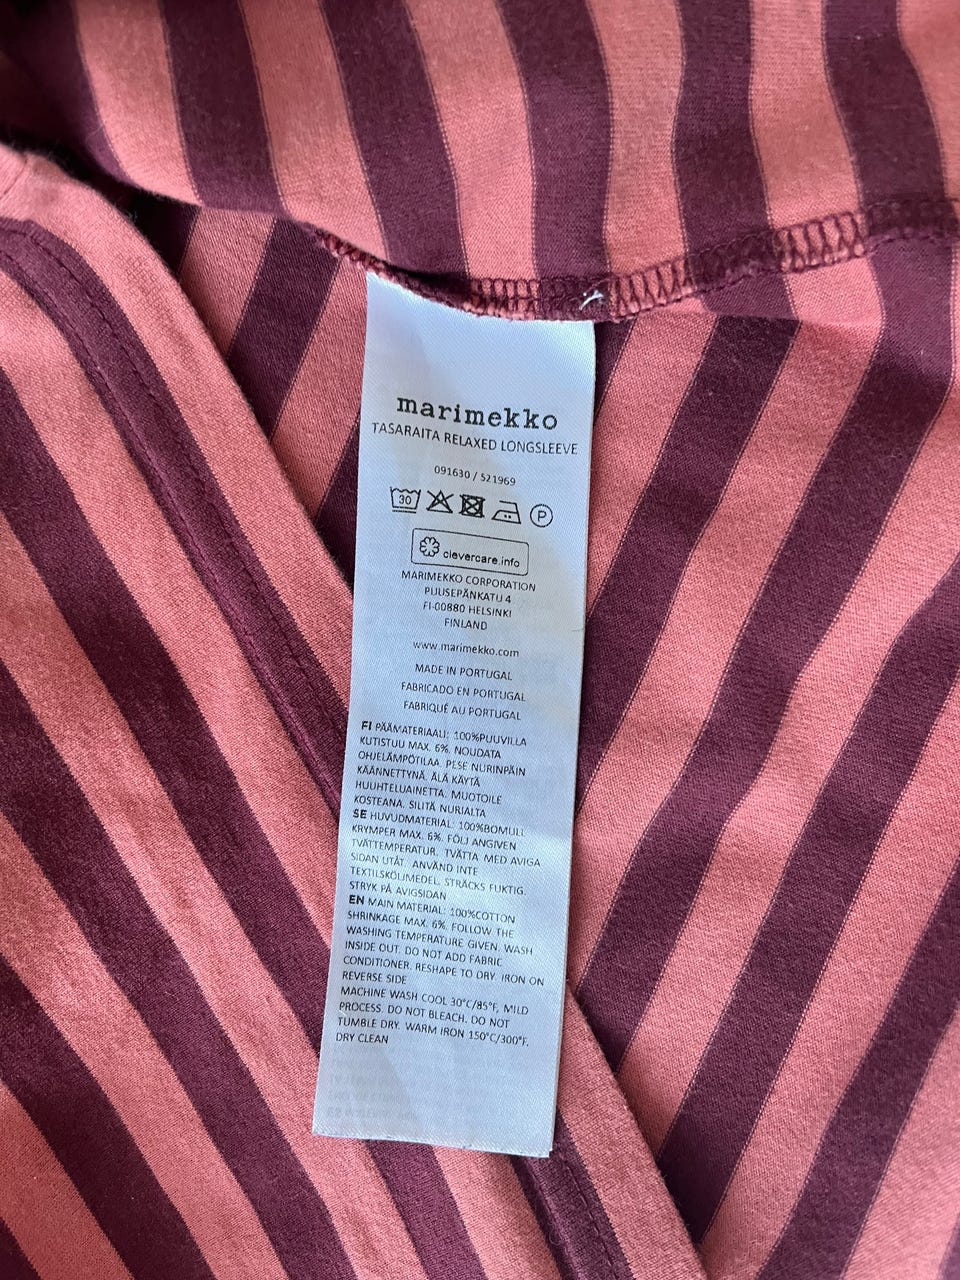 marimekko
TASARAITA RELAXED LONGSLEEVE
091630 / 521969
30
P
clevercare.info
MARIMEKKO CORPORATION
PUUSEPÄNKATU 4
FI-00880 HELSINKI
FINLAND
www.marimekko.com
MADE IN PORTUGAL
FABRICADO EN PORTUGAL
FABRIQUÉ AU PORTUGAL
FI PÄÄMATERIAALI: 100%PUUVILLA
KUTISTUU MAX. 6%. NOUDATA
OHJELÄMPÖTILAA. PESE NURINPÄIN
KÄÄNNETTYNÄ. ÄLÄ KÄYTÄ
HUUHTELUAINETTA. MUOTOILE
KOSTEANA. SILITÄ NURJALTA
SE HUVUDMATERIAL: 100%BOMULL
KRYMPER MAX. 6%. FÖLJ ANGIVEN
TVÄTTEMPERATUR. TVÄTTA MED AVIGA
SIDAN UTÅT. ANVÄND INTE
TEXTILSKÖLJMEDEL. STRÄCKS FUKTIG.
STRYK PÅ AVIGSIDAN
EN MAIN MATERIAL: 100%COTTON
SHRINKAGE MAX. 6%. FOLLOW THE
WASHING TEMPERATURE GIVEN. WASH
INSIDE OUT. DO NOT ADD FABRIC
CONDITIONER. RESHAPE TO DRY. IRON ON
REVERSE SIDE
MACHINE WASH COOL 30°C/85°F, MILD
PROCESS. DO NOT BLEACH. DO NOT
TUMBLE DRY. WARM IRON 150°C/300°F.
DRY CLEAN